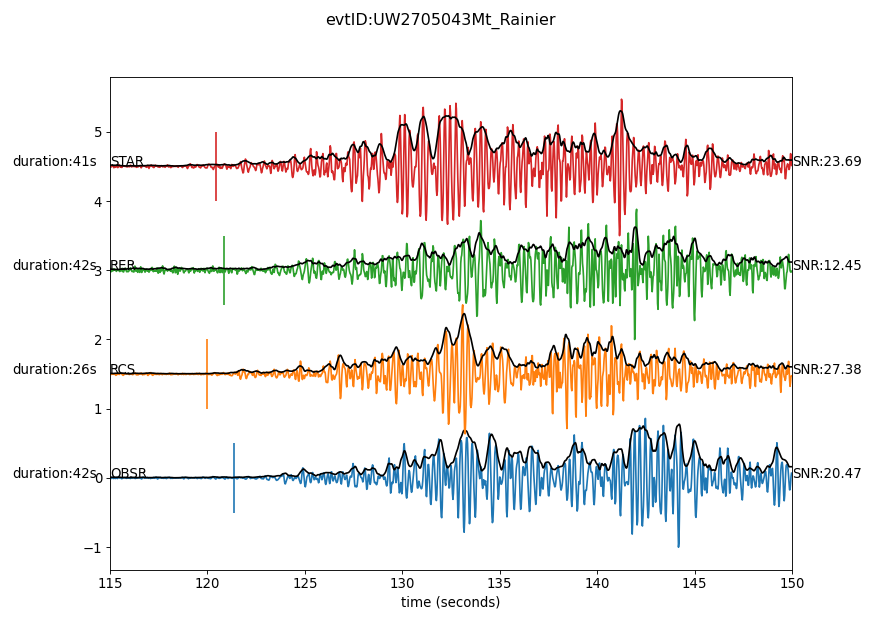 evtID:UW2705043Mt_Rainier
5
duration:41s STAR SNR:23.69
4
duration:42s 3 RER SNR:12.45
2
duration:26s RCS SNR:27.38
1
duration:42s 0 OBSR SNR:20.47
−1
115 120 125 130 135 140 145 150
time (seconds)